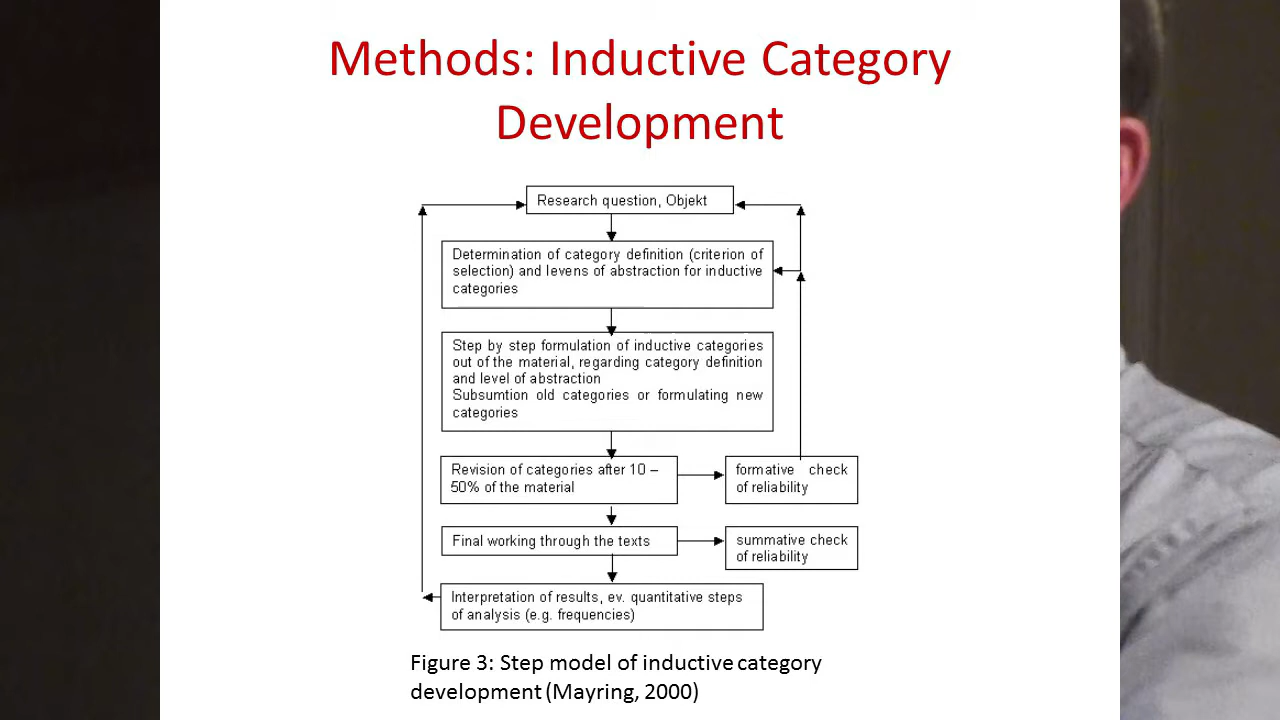 Methods: Inductive Category
Development
Research question, Objekt
Determination of category definition (criterion of
selection) and levens of abstraction for inductive
categories
Step by step formulation of inductive categories
out of the material, regarding category definition
and level of abstraction
Subsumtion old categories or formulating new
categories
Revision of categories after 10 –
50% of the material
formative check
of reliability
Final working through the texts
summative check
of reliability
Interpretation of results, ev. quantitative steps
of analysis (e.g. frequencies)
Figure 3: Step model of inductive category
development (Mayring, 2000)